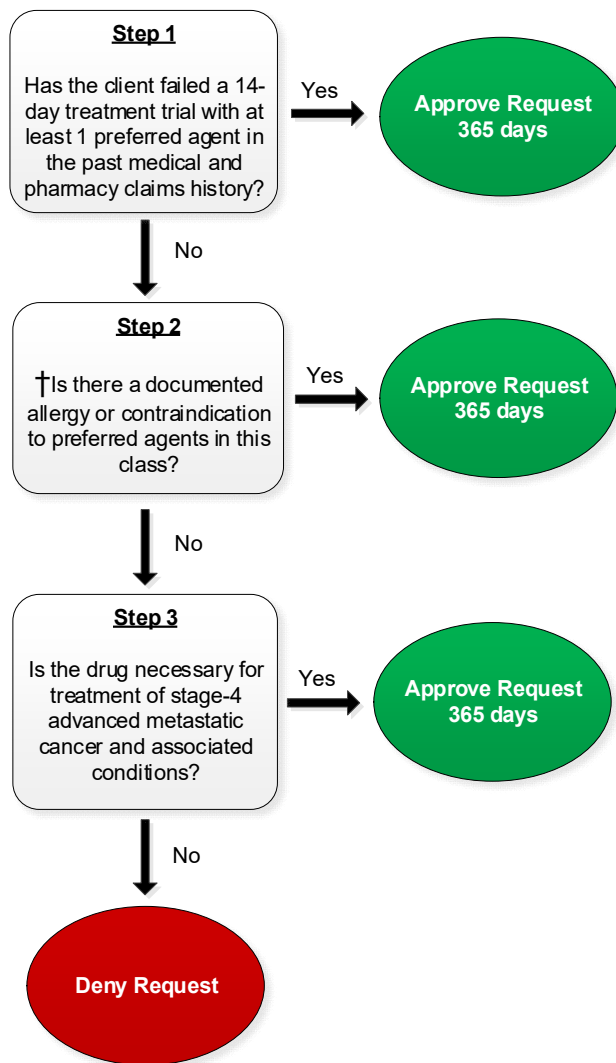 Step 1
Has the client failed a 14-
day treatment trial with at
least 1 preferred agent in
the past medical and
pharmacy claims history?
Yes
Approve Request
365 days
No
Step 2
†Is there a documented
allergy or contraindication
to preferred agents in this
class?
Yes
Approve Request
365 days
No
Step 3
Is the drug necessary for
treatment of stage-4
advanced metastatic
cancer and associated
conditions?
Yes
Approve Request
365 days
No
Deny Request